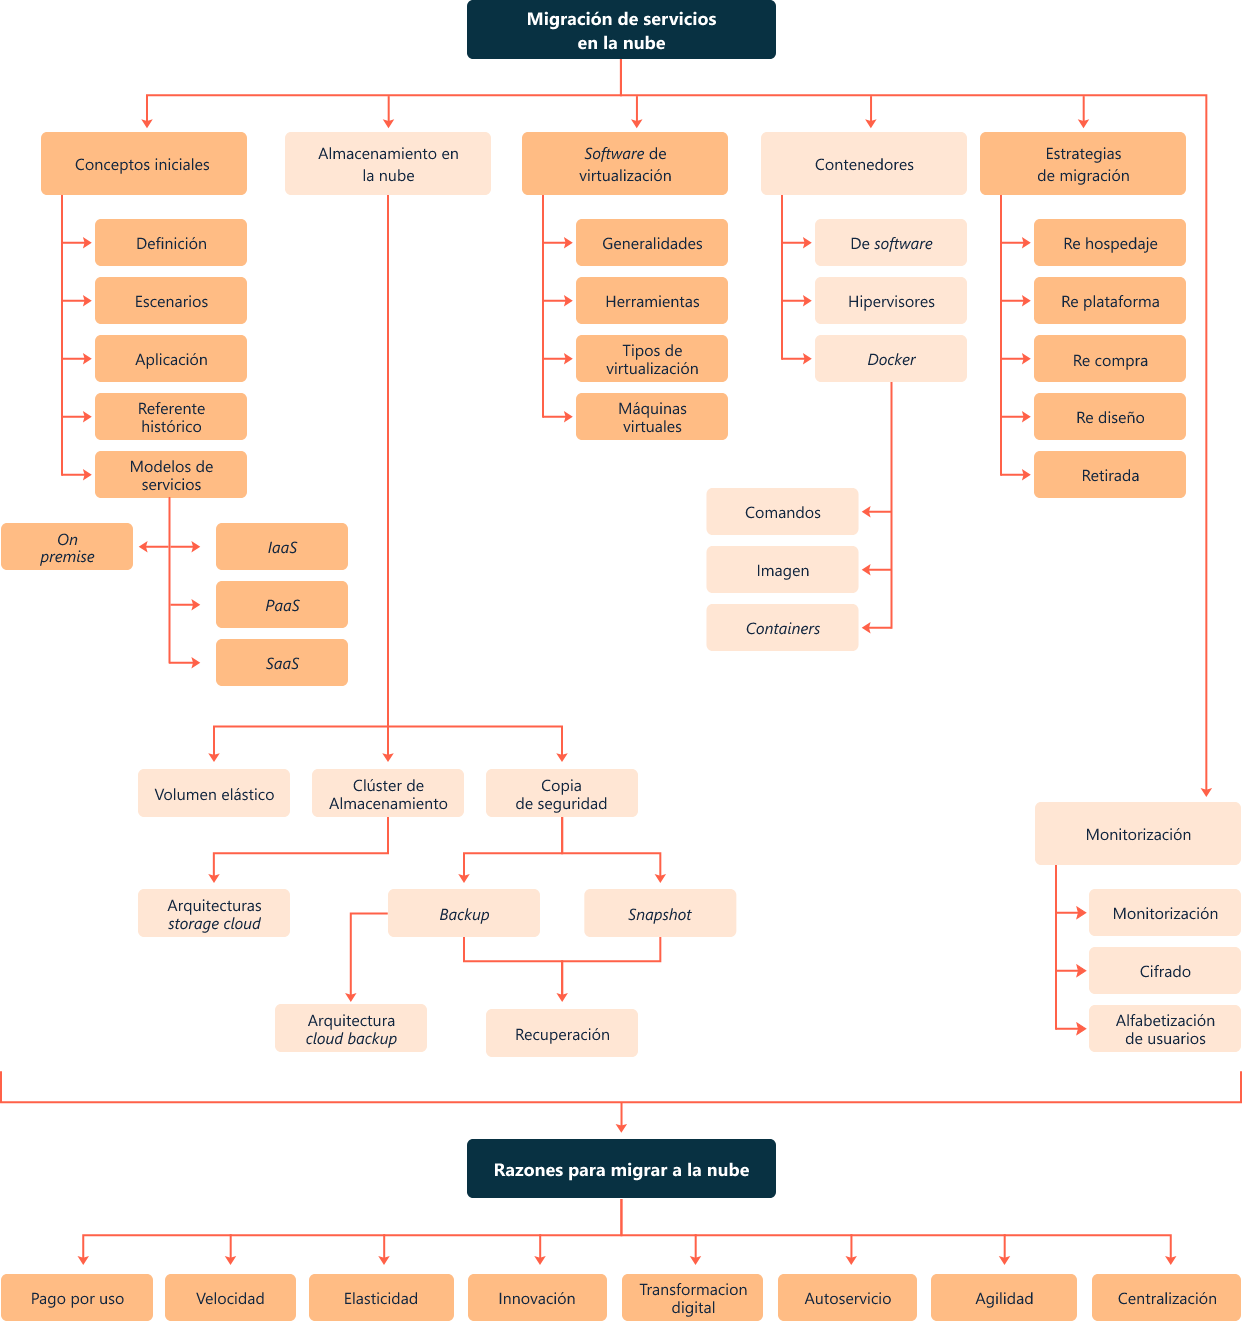 Migración de servicios
en la nube
Conceptos iniciales
Definición
Escenarios
Aplicación
Referente
histórico
Modelos de
servicios
On
premise
IaaS
PaaS
SaaS
Almacenamiento en
la nube
Volumen elástico
Clúster de
Almacenamiento
Copia
de seguridad
Arquitecturas
storage cloud
Backup
Snapshot
Arquitectura
cloud backup
Recuperación
Software de
virtualización
Generalidades
Herramientas
Tipos de
virtualización
Máquinas
virtuales
Contenedores
De software
Hipervisores
Docker
Comandos
Imagen
Containers
Estrategias
de migración
Re hospedaje
Re plataforma
Re compra
Re diseño
Retirada
Monitorización
Monitorización
Cifrado
Alfabetización
de usuarios
Razones para migrar a la nube
Pago por uso
Velocidad
Elasticidad
Innovación
Transformacion
digital
Autoservicio
Agilidad
Centralización